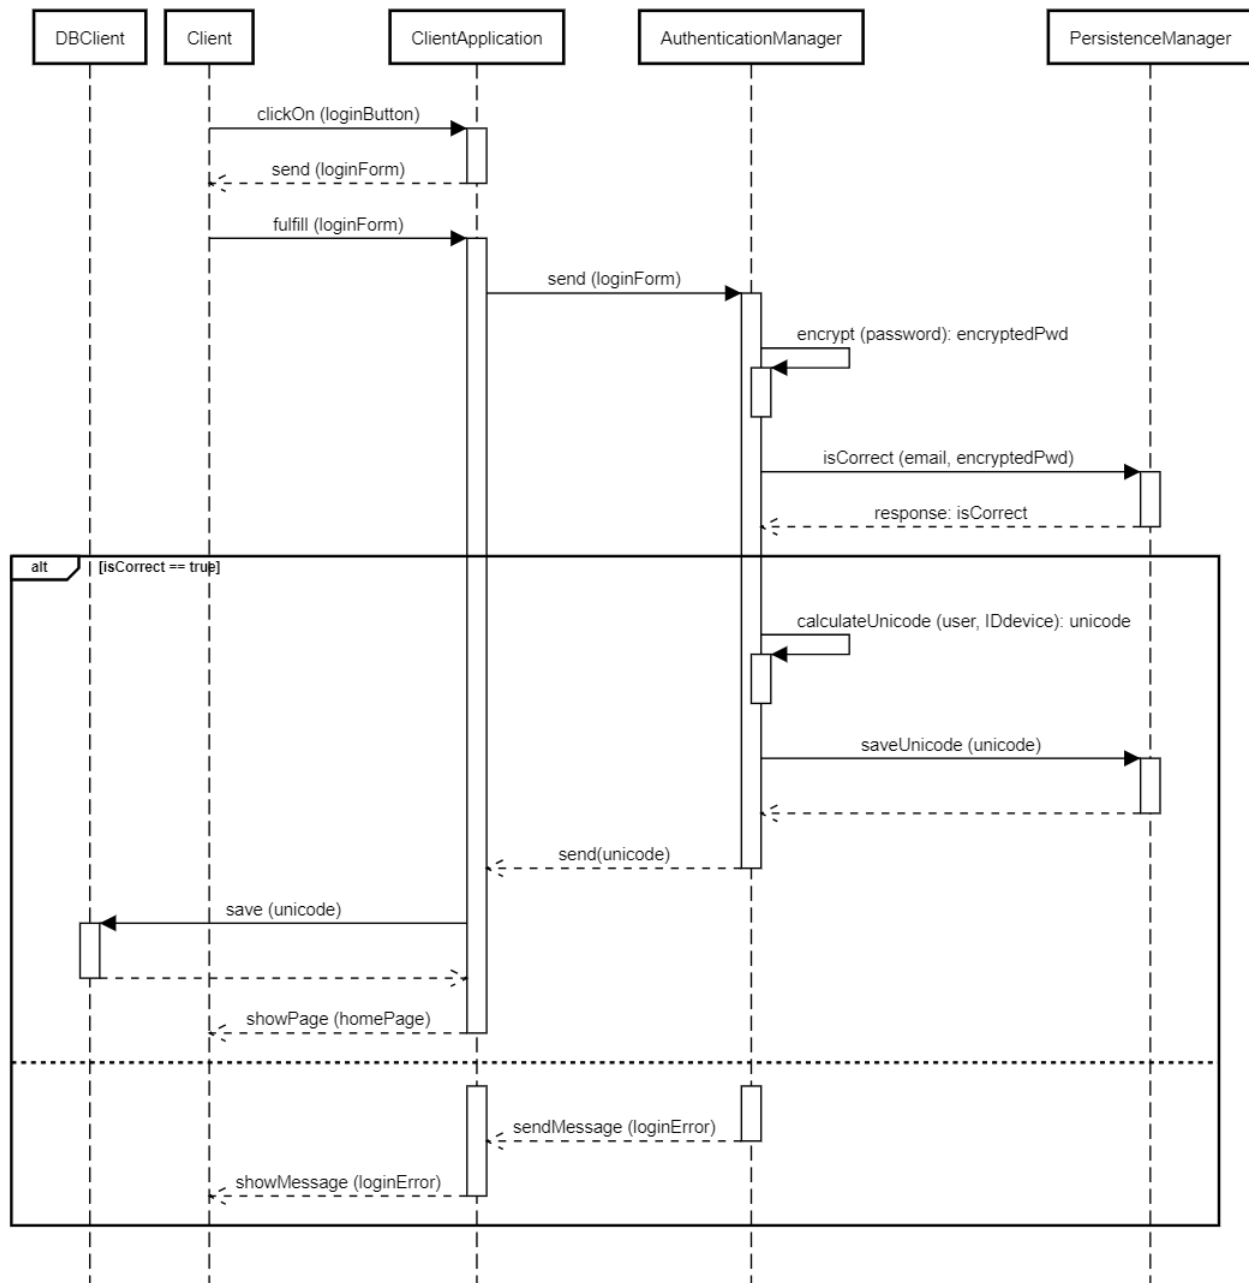 DBClient
Client
ClientApplication
AuthenticationManager
PersistenceManager
clickOn (loginButton)
send (loginForm)
fulfill (loginForm)
send (loginForm)
encrypt (password): encryptedPwd
isCorrect (email, encryptedPwd)
response: isCorrect
alt
[isCorrect == true]
calculateUnicode (user, IDdevice): unicode
saveUnicode (unicode)
send(unicode)
save (unicode)
showPage (homePage)
sendMessage (loginError)
showMessage (loginError)